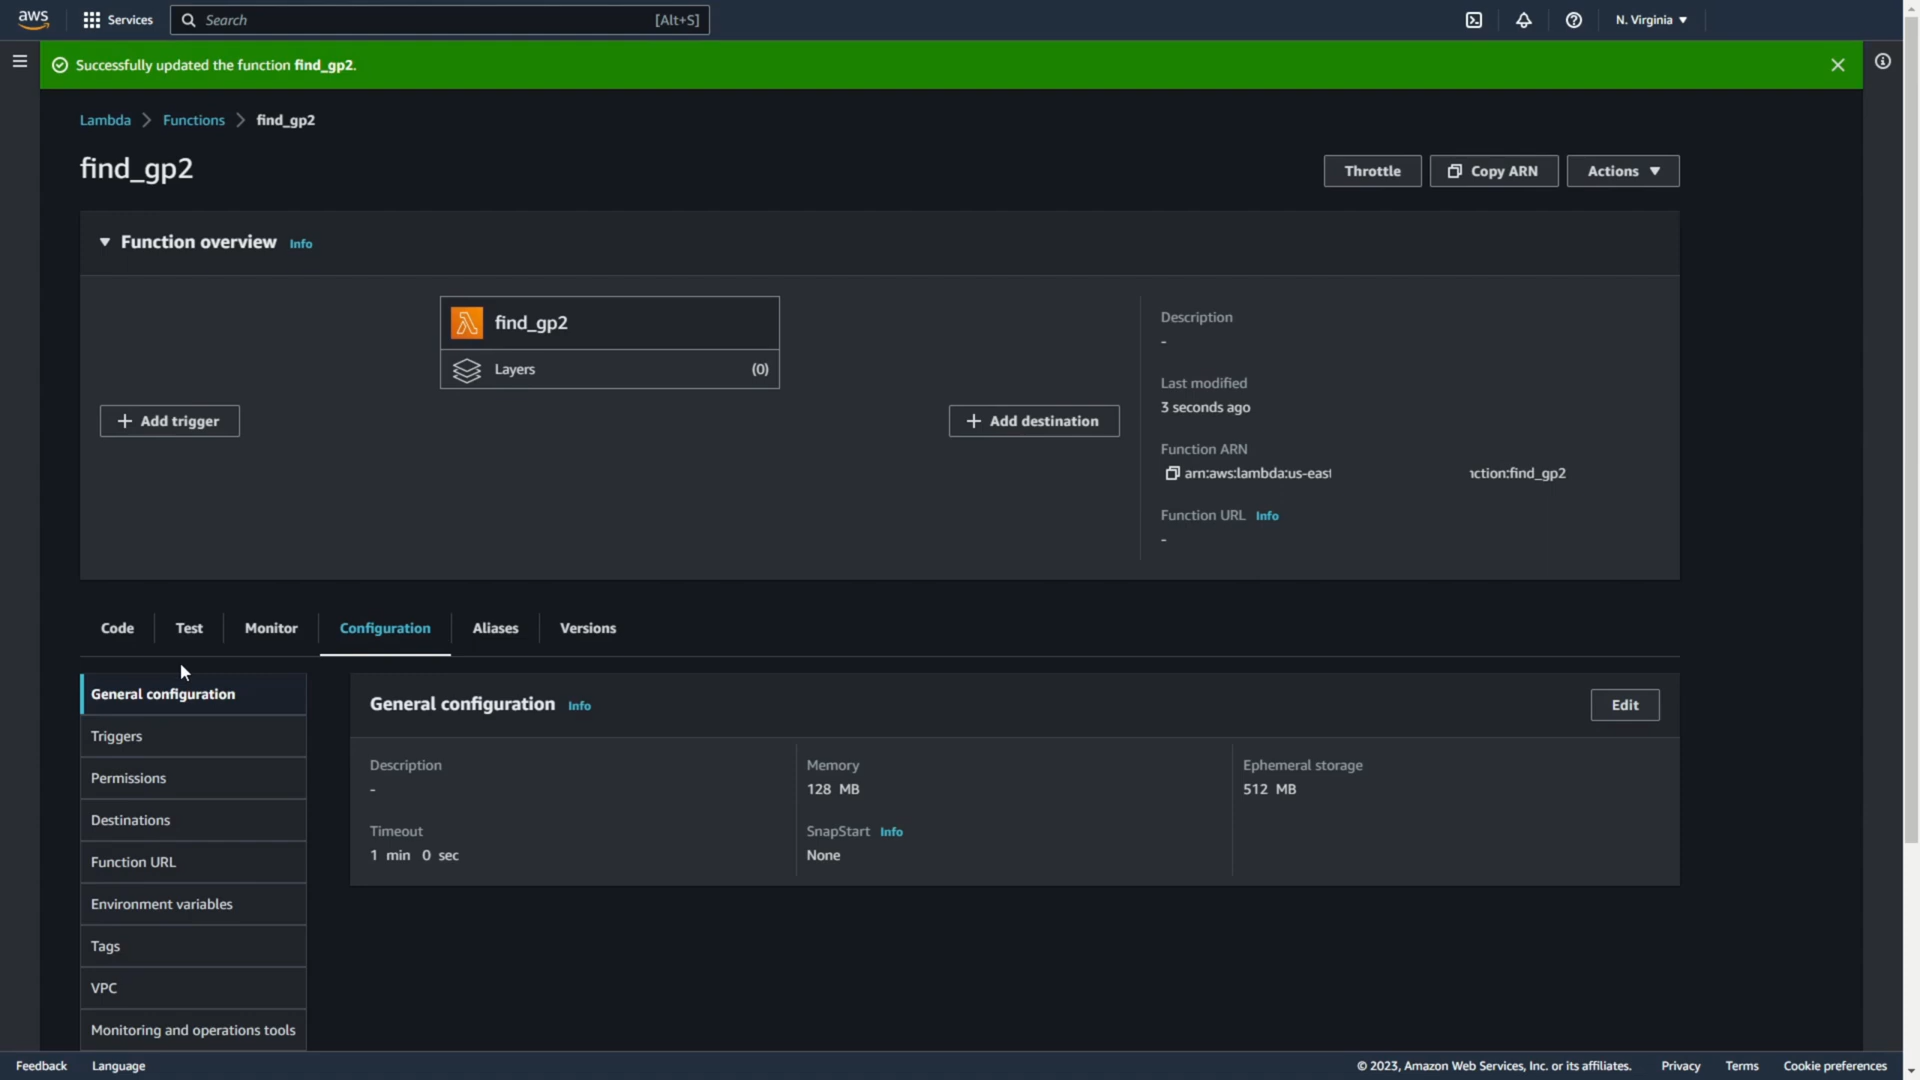 aws
Services
Search
[Alt+S]
N. Virginia
Successfully updated the function find_gp2.
Lambda
Functions
find_gp2
find_gp2
Throttle
Copy ARN
Actions
Function overview
Info
find_gp2
Layers
(0)
Add trigger
Add destination
Description
-
Last modified
3 seconds ago
Function ARN
arn:aws:lambda:us-east
nction:find_gp2
Function URL
Info
-
Code
Test
Monitor
Configuration
Aliases
Versions
General configuration
Triggers
Permissions
Destinations
Function URL
Environment variables
Tags
VPC
Monitoring and operations tools
General configuration
Info
Edit
Description
-
Memory
128 MB
Ephemeral storage
512 MB
Timeout
1 min 0 sec
SnapStart
Info
None
Feedback
Language
© 2023, Amazon Web Services, Inc. or its affiliates.
Privacy
Terms
Cookie preferences